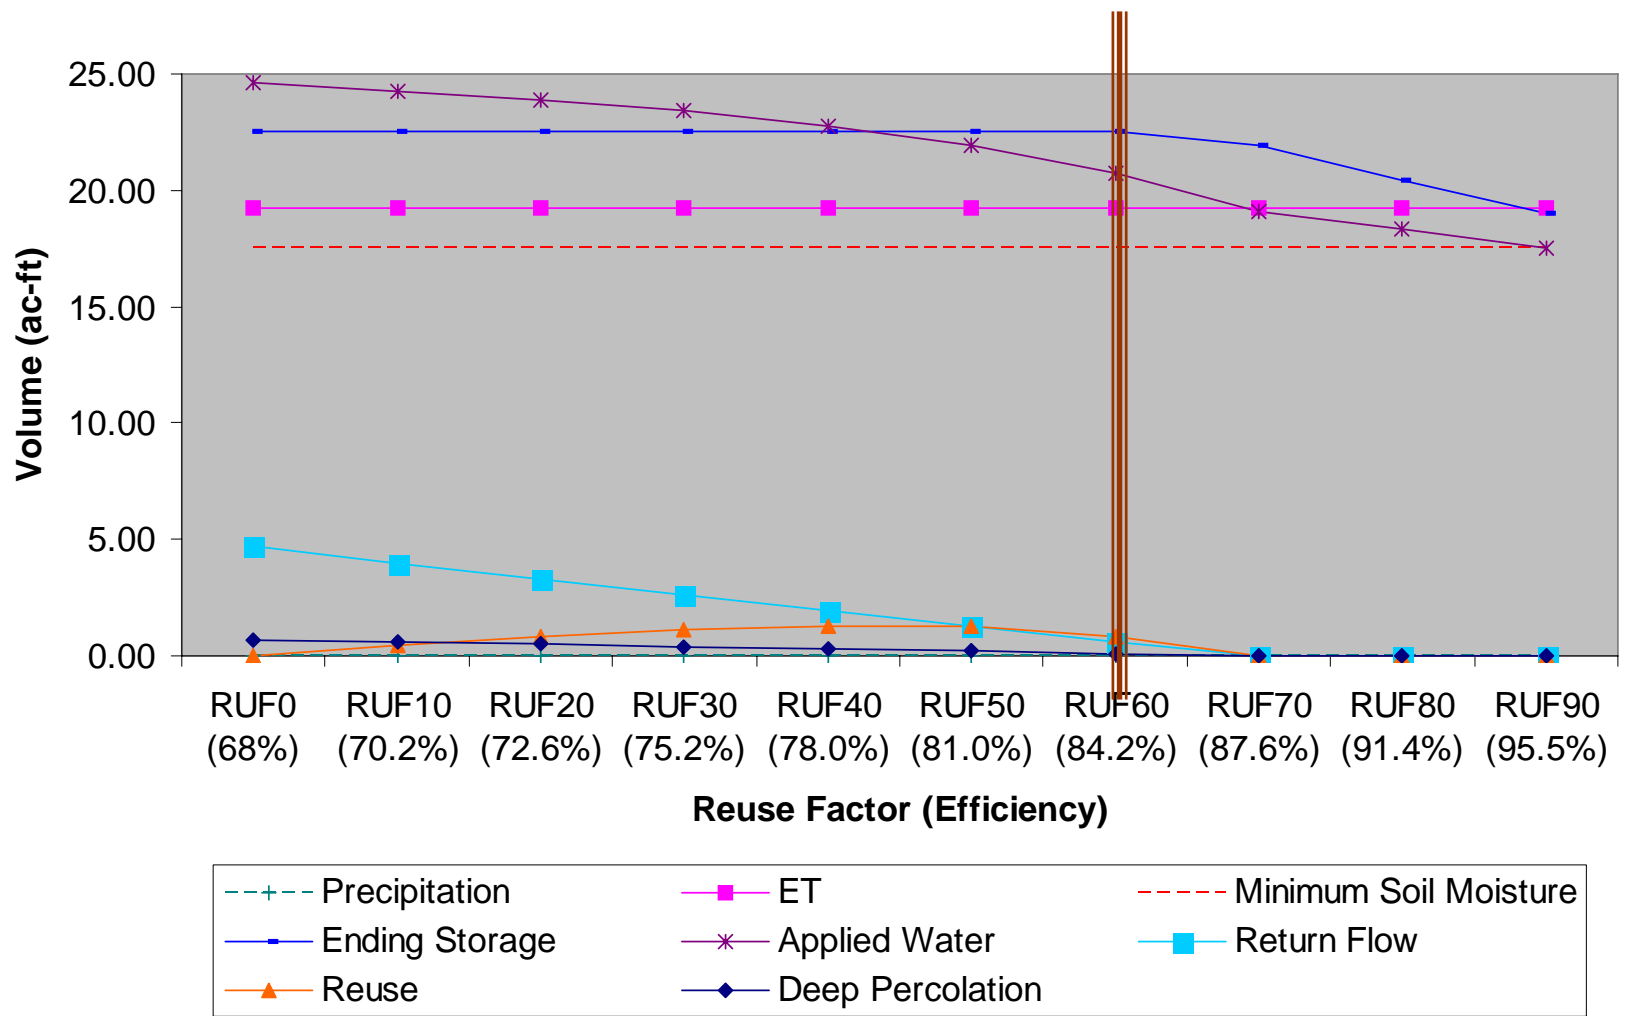 25.00
20.00
15.00
10.00
5.00
0.00
Volume (ac-ft)
RUF0 RUF10 RUF20 RUF30 RUF40 RUF50 RUF60 RUF70 RUF80 RUF90
(68%) (70.2%) (72.6%) (75.2%) (78.0%) (81.0%) (84.2%) (87.6%) (91.4%) (95.5%)
Reuse Factor (Efficiency)
Precipitation ET Minimum Soil Moisture
Ending Storage Applied Water Return Flow
Reuse Deep Percolation